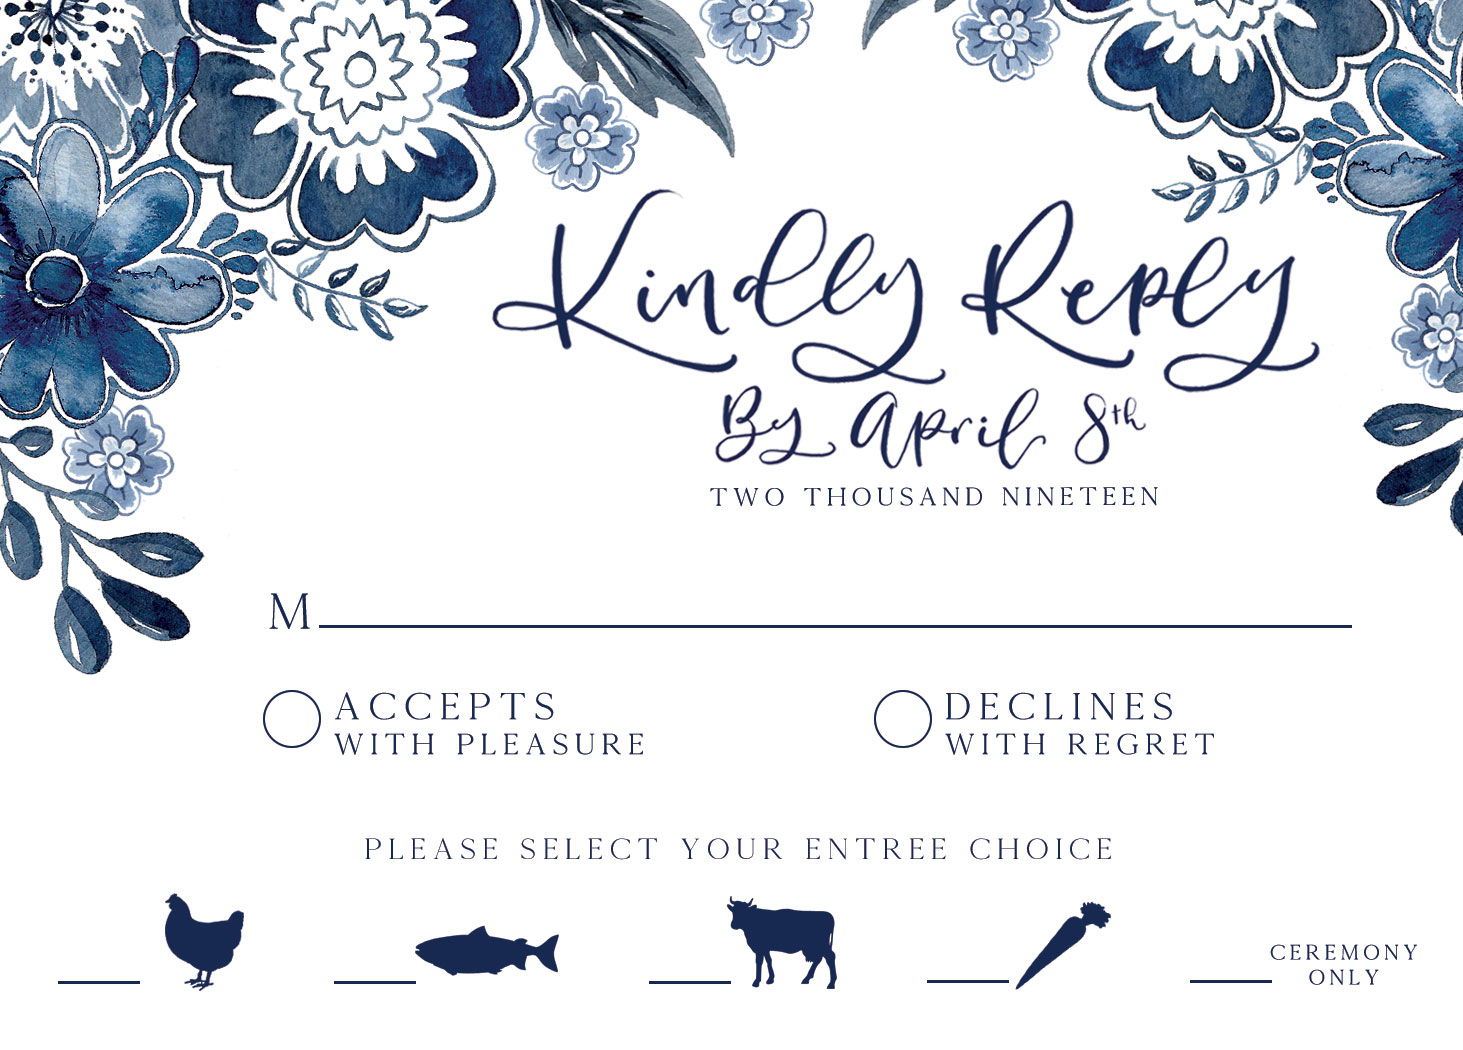 Kindly Reply
By April 8th
TWO THOUSAND NINETEEN
M
ACCEPTS
WITH PLEASURE
DECLINES
WITH REGRET
PLEASE SELECT YOUR ENTREE CHOICE
CEREMONY
ONLY